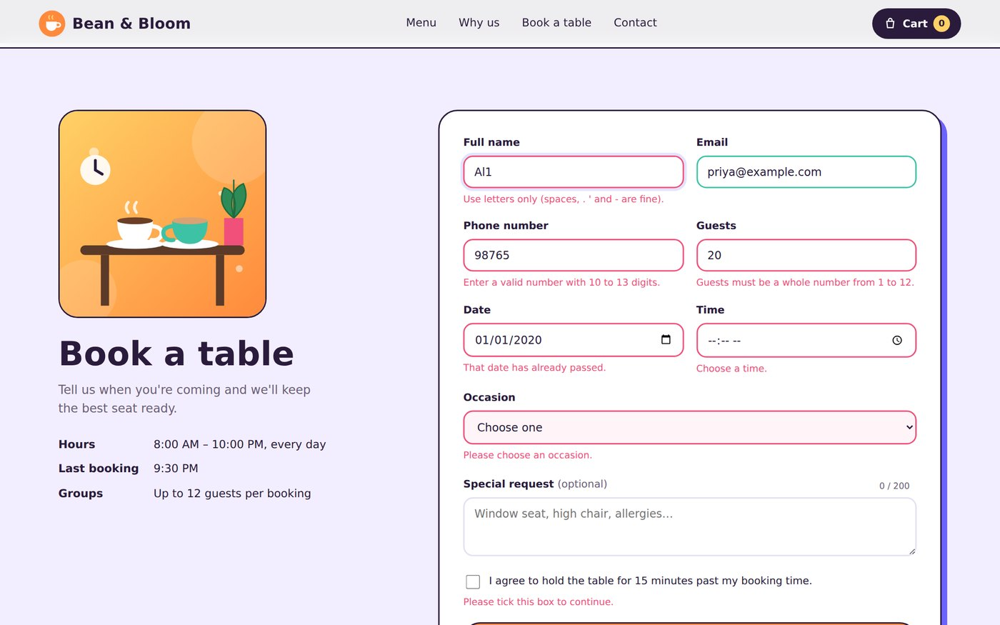 Bean & Bloom
Menu Why us Book a table Contact
Cart 0
Book a table
Tell us when you're coming and we'll keep
the best seat ready.
Hours 8:00 AM – 10:00 PM, every day
Last booking 9:30 PM
Groups Up to 12 guests per booking
Full name Email
Al1 priya@example.com
Use letters only (spaces, . ' and - are fine).
Phone number Guests
98765 20
Enter a valid number with 10 to 13 digits. Guests must be a whole number from 1 to 12.
Date Time
01/01/2020 --:-- --
That date has already passed. Choose a time.
Occasion
Choose one
Please choose an occasion.
Special request (optional) 0 / 200
Window seat, high chair, allergies...
I agree to hold the table for 15 minutes past my booking time.
Please tick this box to continue.